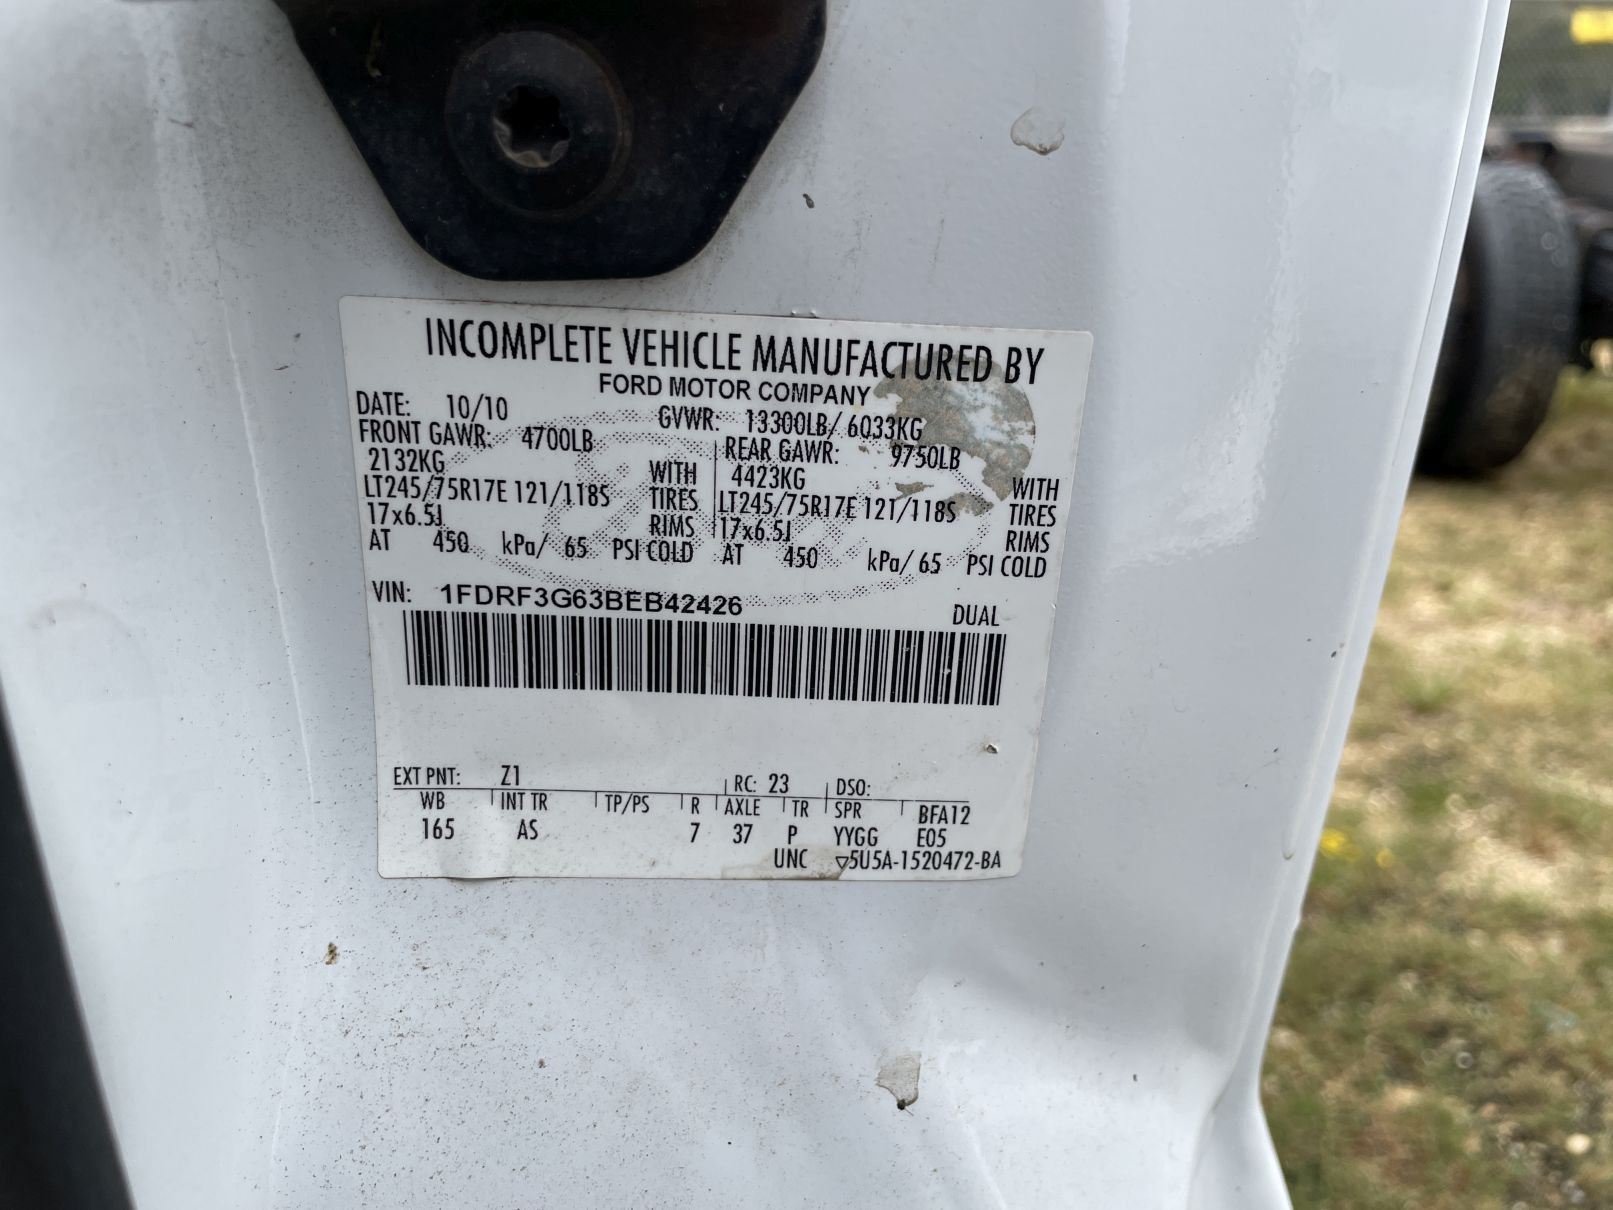 INCOMPLETE VEHICLE MANUFACTURED BY
FORD MOTOR COMPANY
DATE: 10/10 GVWR: 13300LB/ 6033KG
FRONT GAWR: 4700LB REAR GAWR: 9750LB
2132KG WITH 4423KG WITH
LT245/75R17E 121/118S TIRES LT245/75R17E 121/118S TIRES
17x6.5J RIMS 17x6.5J RIMS
AT 450 kPa/ 65 PSI COLD AT 450 kPa/ 65 PSI COLD
VIN: 1FDRF3G63BEB42426 DUAL
EXT PNT: Z1 RC: 23 DSO:
WB INT TR TP/PS R AXLE TR SPR BFA12
165 AS 7 37 P YYGG E05
UNC ▽5U5A-1520472-BA